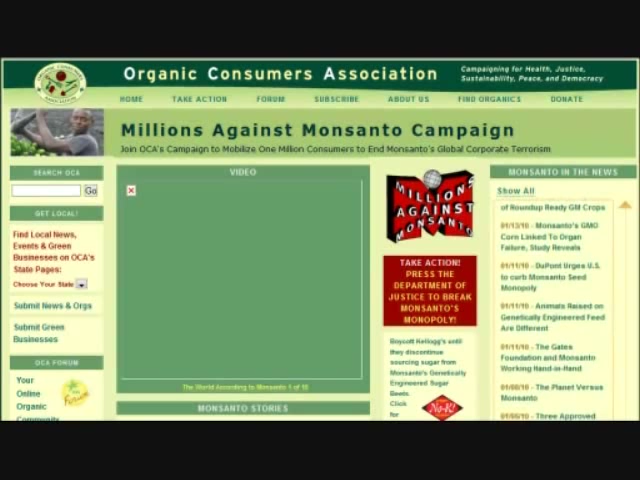 Organic Consumers Association
Campaigning for Health, Justice,
Sustainability, Peace, and Democracy
HOME TAKE ACTION FORUM SUBSCRIBE ABOUT US FIND ORGANICS DONATE
Millions Against Monsanto Campaign
Join OCA's Campaign to Mobilize One Million Consumers to End Monsanto's Global Corporate Terrorism
SEARCH OCA
Go
GET LOCAL!
Find Local News,
Events & Green
Businesses on OCA's
State Pages:
Choose Your State
Submit News & Orgs
Submit Green
Businesses
OCA FORUM
Your
Online
Organic
Community
VIDEO
The World According to Monsanto 1 of 10
MONSANTO STORIES
MILLIONS
AGAINST
MONSANTO
TAKE ACTION!
PRESS THE
DEPARTMENT OF
JUSTICE TO BREAK
MONSANTO'S
MONOPOLY!
Boycott Kellogg's until
they discontinue
sourcing sugar from
Monsanto's Genetically
Engineered Sugar
Beets.
Click
for
MONSANTO IN THE NEWS
Show All
of Roundup Ready GM Crops
01/13/10 - Monsanto's GMO
Corn Linked To Organ
Failure, Study Reveals
01/11/10 - DuPont Urges U.S.
to curb Monsanto Seed
Monopoly
01/11/10 - Animals Raised on
Genetically Engineered Feed
Are Different
01/11/10 - The Gates
Foundation and Monsanto
Working Hand-in-Hand
- The Planet Versus
Monsanto
- Three Approved